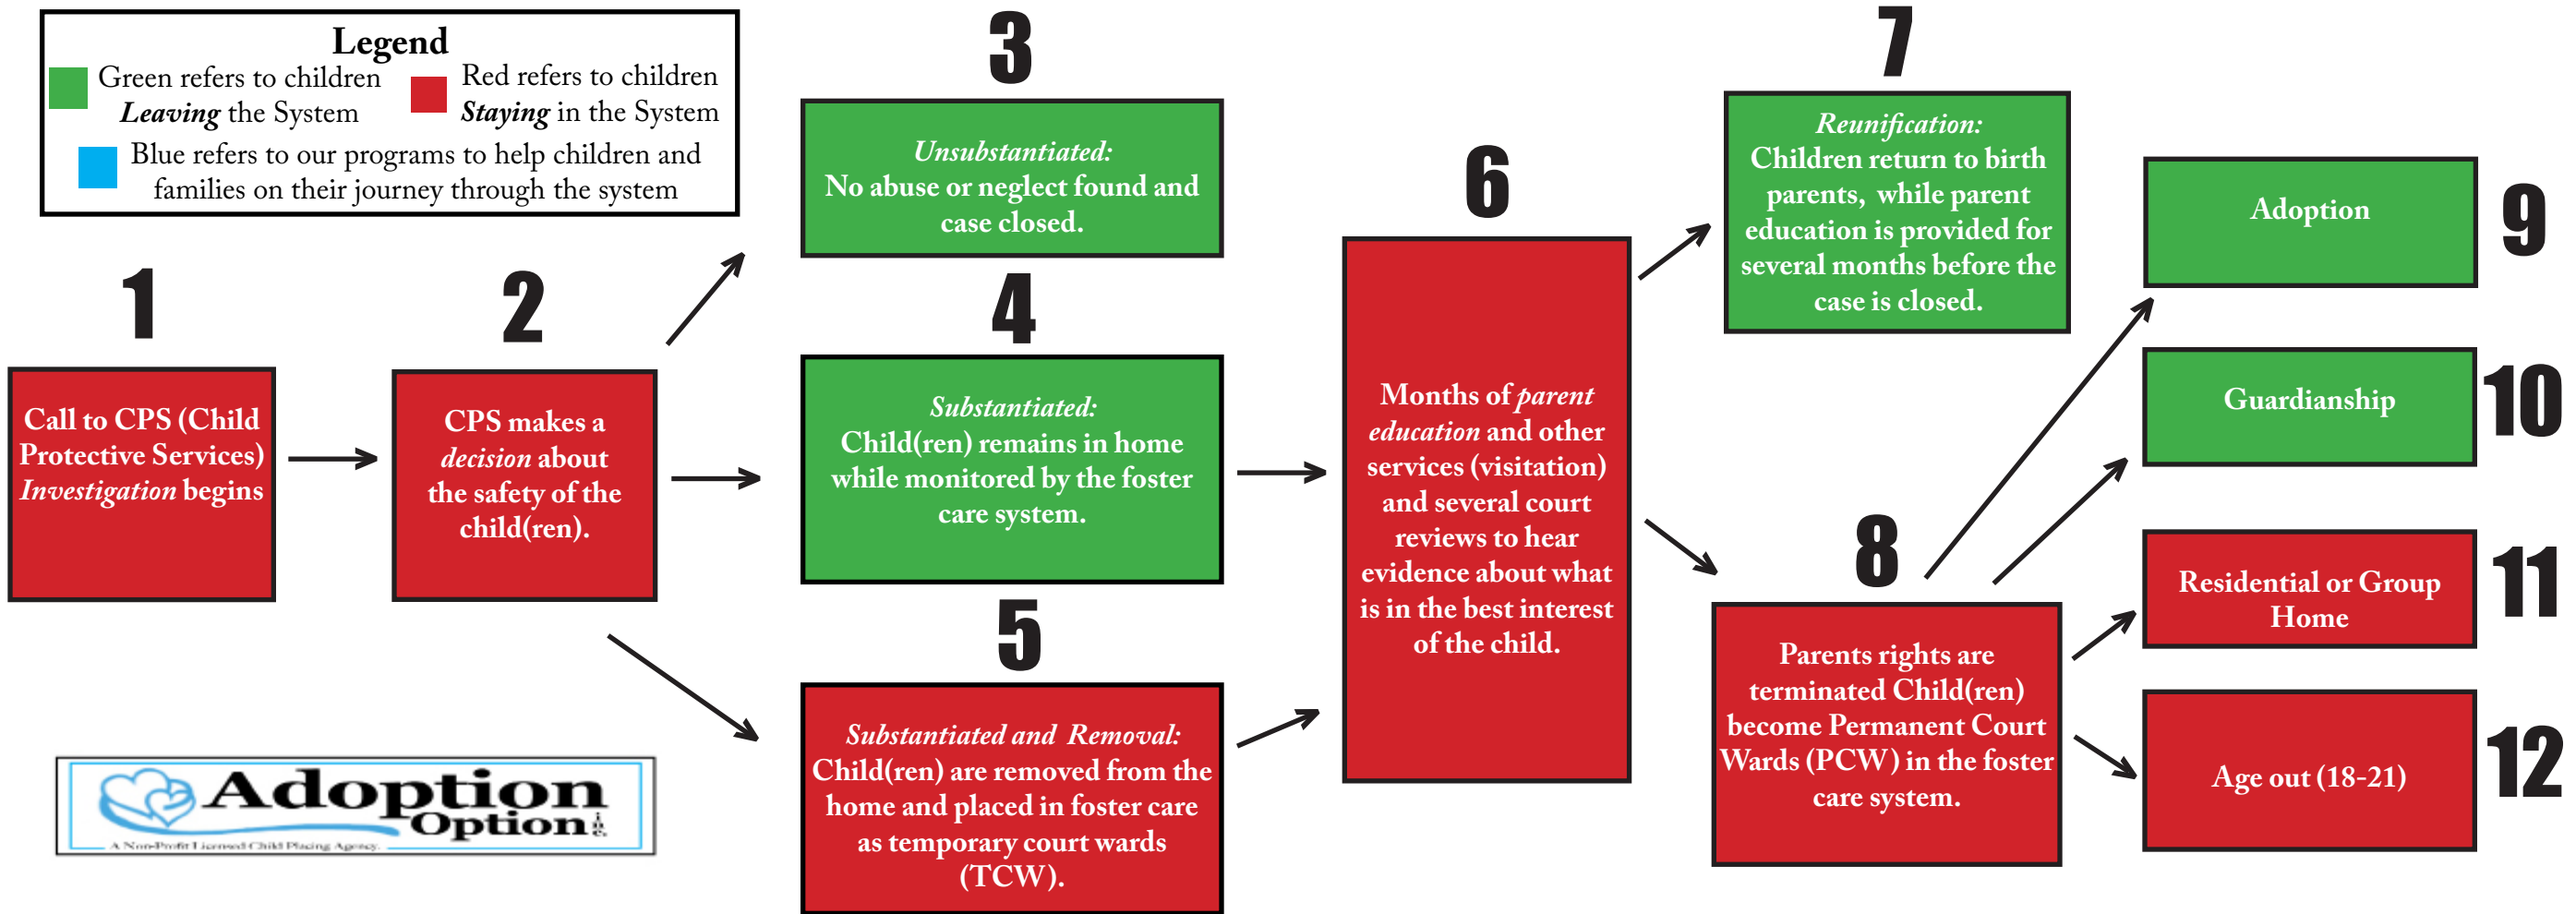 Legend
Green refers to children
Leaving the System
Red refers to children
Staying in the System
Blue refers to our programs to help children and
families on their journey through the system
1
Call to CPS (Child
Protective Services)
Investigation begins
2
CPS makes a
decision about
the safety of the
child(ren).
3
Unsubstantiated:
No abuse or neglect found and
case closed.
4
Substantiated:
Child(ren) remains in home
while monitored by the foster
care system.
5
Substantiated and Removal:
Child(ren) are removed from the
home and placed in foster care
as temporary court wards
(TCW).
6
Months of parent
education and other
services (visitation)
and several court
reviews to hear
evidence about what
is in the best interest
of the child.
7
Reunification:
Children return to birth
parents, while parent
education is provided for
several months before the
case is closed.
8
Parents rights are
terminated Child(ren)
become Permanent Court
Wards (PCW) in the foster
care system.
9
Adoption
10
Guardianship
11
Residential or Group
Home
12
Age out (18-21)
Adoption
Option inc.
A Non-Profit Licensed Child Placing Agency.